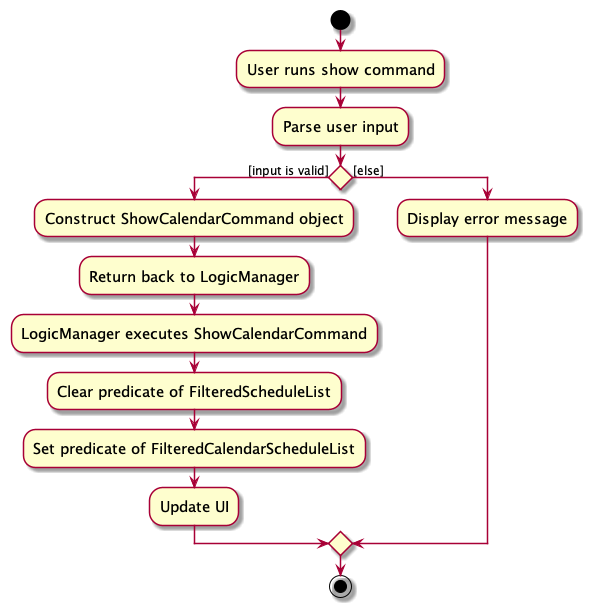 User runs show command
Parse user input
[input is valid]
[else]
Construct ShowCalendarCommand object
Display error message
Return back to LogicManager
LogicManager executes ShowCalendarCommand
Clear predicate of FilteredScheduleList
Set predicate of FilteredCalendarScheduleList
Update UI